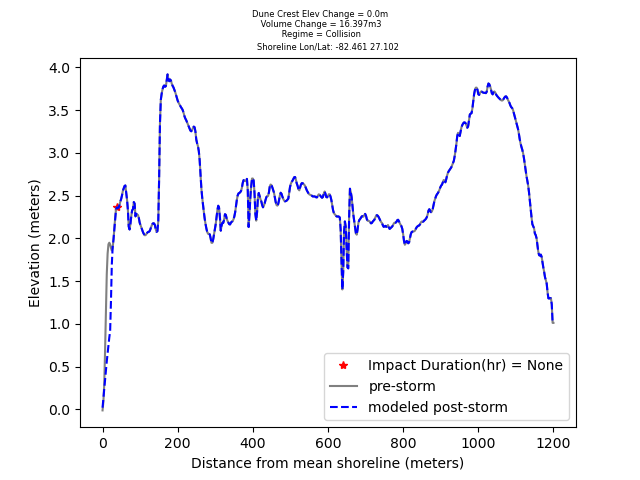 Dune Crest Elev Change = 0.0m
Volume Change = 16.397m3
Regime = Collision
Shoreline Lon/Lat: -82.461 27.102
4.0
3.5
3.0
2.5
2.0
1.5
1.0
0.5
0.0
Elevation (meters)
Impact Duration(hr) = None
pre-storm
modeled post-storm
0 200 400 600 800 1000 1200
Distance from mean shoreline (meters)